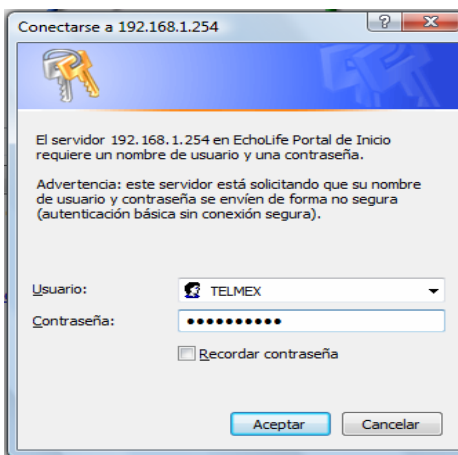 Conectarse a 192.168.1.254
El servidor 192.168.1.254 en EchoLife Portal de Inicio
requiere un nombre de usuario y una contraseña.
Advertencia: este servidor está solicitando que su nombre
de usuario y contraseña se envíen de forma no segura
(autenticación básica sin conexión segura).
Usuario: TELMEX
Contraseña: ●●●●●●●●●●
Recordar contraseña
Aceptar Cancelar